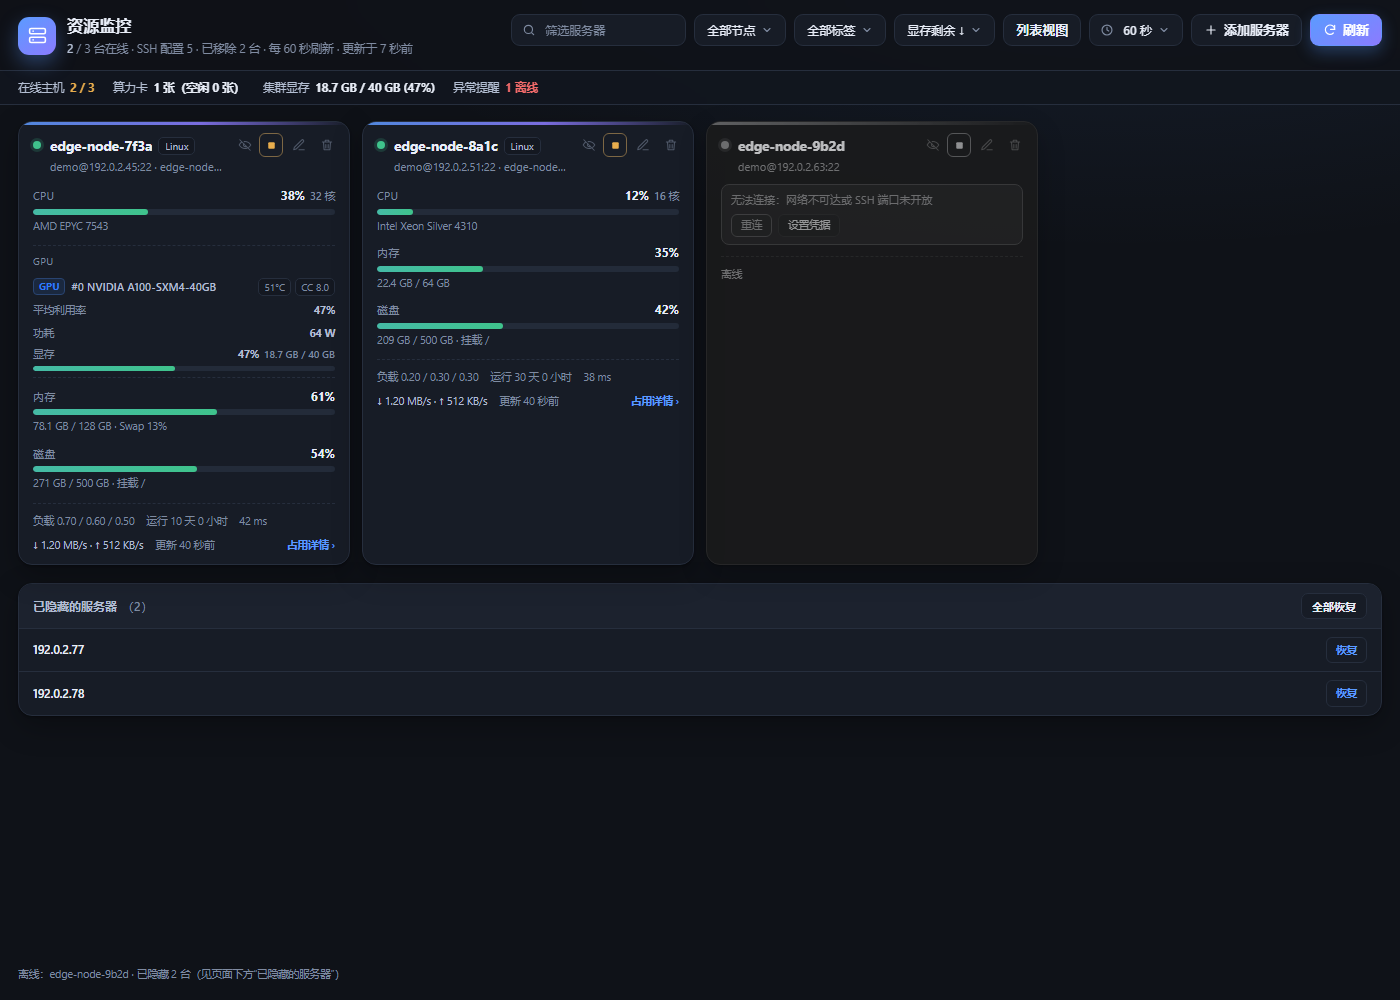 资源监控
2 / 3 台在线 · SSH 配置 5 · 已移除 2 台 · 每 60 秒刷新 · 更新于 7 秒前
筛选服务器
全部节点
全部标签
显存剩余 ↓
列表视图
60 秒
添加服务器
刷新
在线主机 2 / 3 算力卡 1 张 (空闲 0 张) 集群显存 18.7 GB / 40 GB (47%) 异常提醒 1 离线
edge-node-7f3a Linux
demo@192.0.2.45:22 · edge-node...
CPU 38% 32 核
AMD EPYC 7543
GPU
GPU #0 NVIDIA A100-SXM4-40GB 51°C CC 8.0
平均利用率 47%
功耗 64 W
显存 47% 18.7 GB / 40 GB
内存 61%
78.1 GB / 128 GB · Swap 13%
磁盘 54%
271 GB / 500 GB · 挂载 /
负载 0.70 / 0.60 / 0.50 运行 10 天 0 小时 42 ms
↓ 1.20 MB/s · ↑ 512 KB/s 更新 40 秒前 占用详情 ›
edge-node-8a1c Linux
demo@192.0.2.51:22 · edge-node...
CPU 12% 16 核
Intel Xeon Silver 4310
内存 35%
22.4 GB / 64 GB
磁盘 42%
209 GB / 500 GB · 挂载 /
负载 0.20 / 0.30 / 0.30 运行 30 天 0 小时 38 ms
↓ 1.20 MB/s · ↑ 512 KB/s 更新 40 秒前 占用详情 ›
edge-node-9b2d
demo@192.0.2.63:22
无法连接：网络不可达或 SSH 端口未开放
重连 设置凭据
离线
已隐藏的服务器 （2） 全部恢复
192.0.2.77 恢复
192.0.2.78 恢复
离线：edge-node-9b2d · 已隐藏 2 台（见页面下方"已隐藏的服务器"）